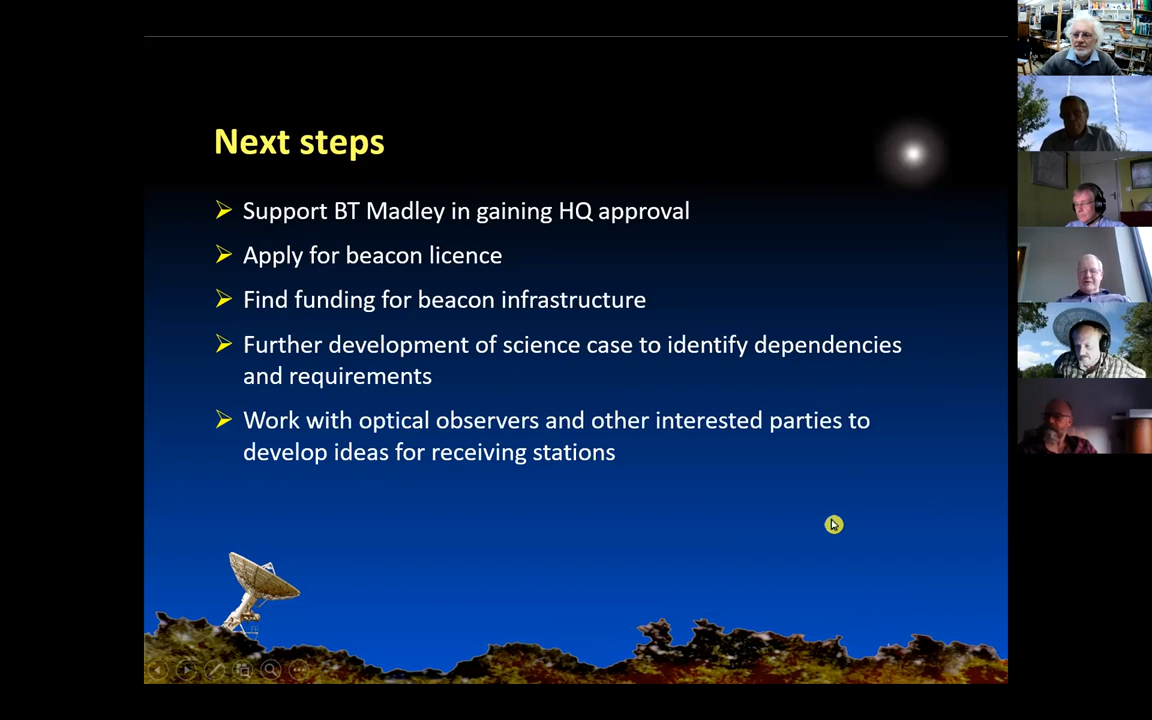 Next steps
Support BT Madley in gaining HQ approval
Apply for beacon licence
Find funding for beacon infrastructure
Further development of science case to identify dependencies
and requirements
Work with optical observers and other interested parties to
develop ideas for receiving stations